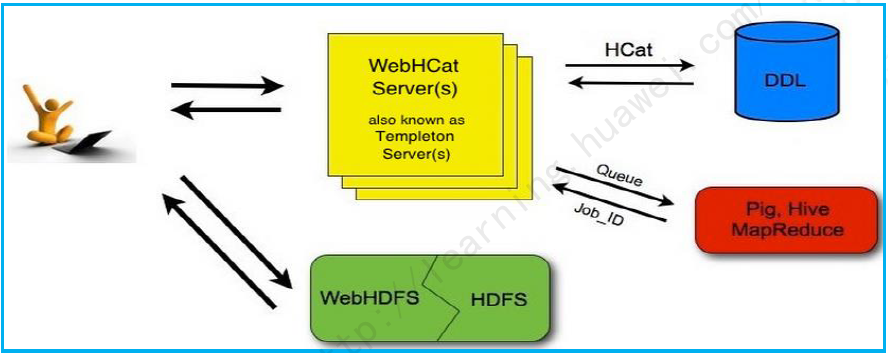 WebHCat
Server(s)
also known as
Templeton
Server(s)
HCat
DDL
Queue
Job_ID
Pig, Hive
MapReduce
WebHDFS
HDFS
tp://learning.huawei.com/